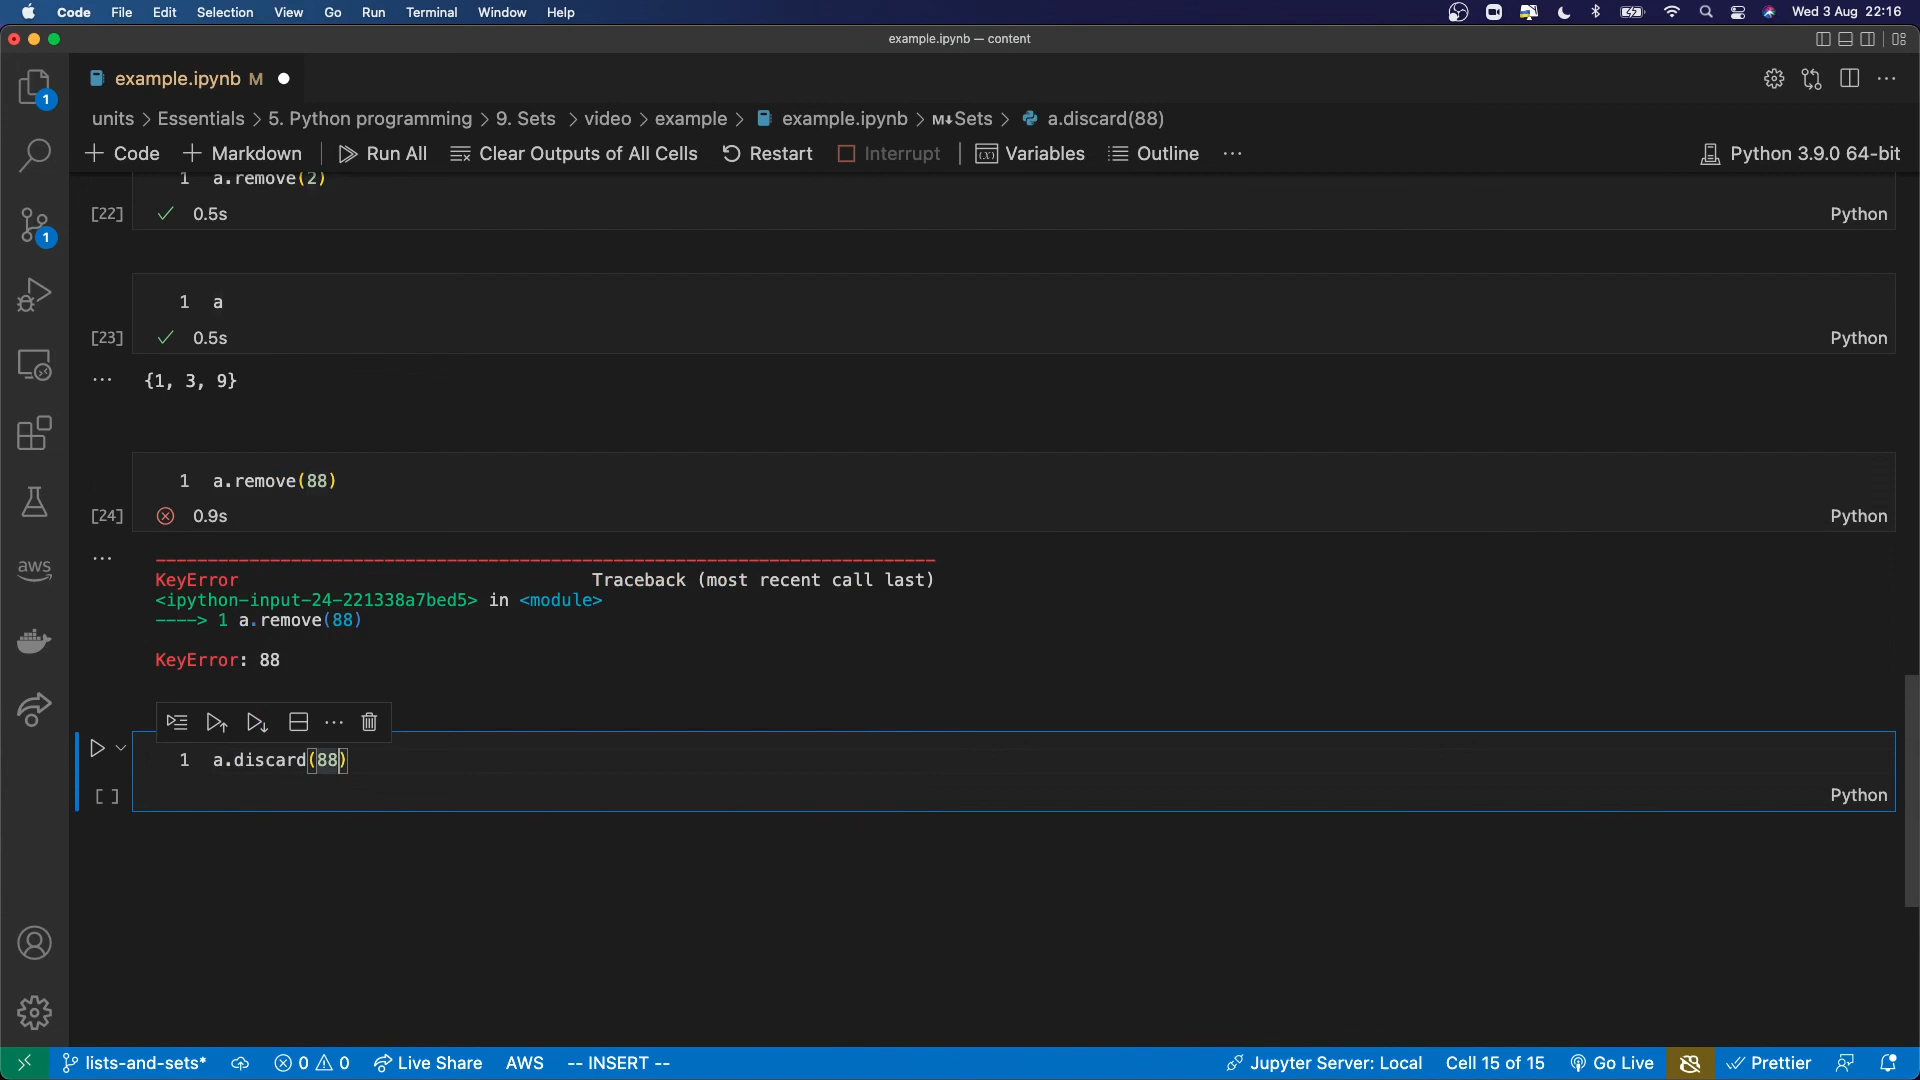 Code File Edit Selection View Go Run Terminal Window Help Wed 3 Aug 22:16
example.ipynb — content
example.ipynb M
units > Essentials > 5. Python programming > 9. Sets > video > example > example.ipynb > M↓Sets > a.discard(88)
+ Code + Markdown Run All Clear Outputs of All Cells Restart Interrupt Variables Outline ... Python 3.9.0 64-bit
1 a.remove(2)
[22] ✓ 0.5s Python
1 a
[23] ✓ 0.5s Python
... {1, 3, 9}
1 a.remove(88)
[24] 0.9s Python
...
KeyError Traceback (most recent call last)
<ipython-input-24-221338a7bed5> in <module>
----> 1 a.remove(88)
KeyError: 88
1 a.discard(88)
[ ] Python
1
1
aws
lists-and-sets* 0 0 Live Share AWS -- INSERT -- Jupyter Server: Local Cell 15 of 15 Go Live Prettier